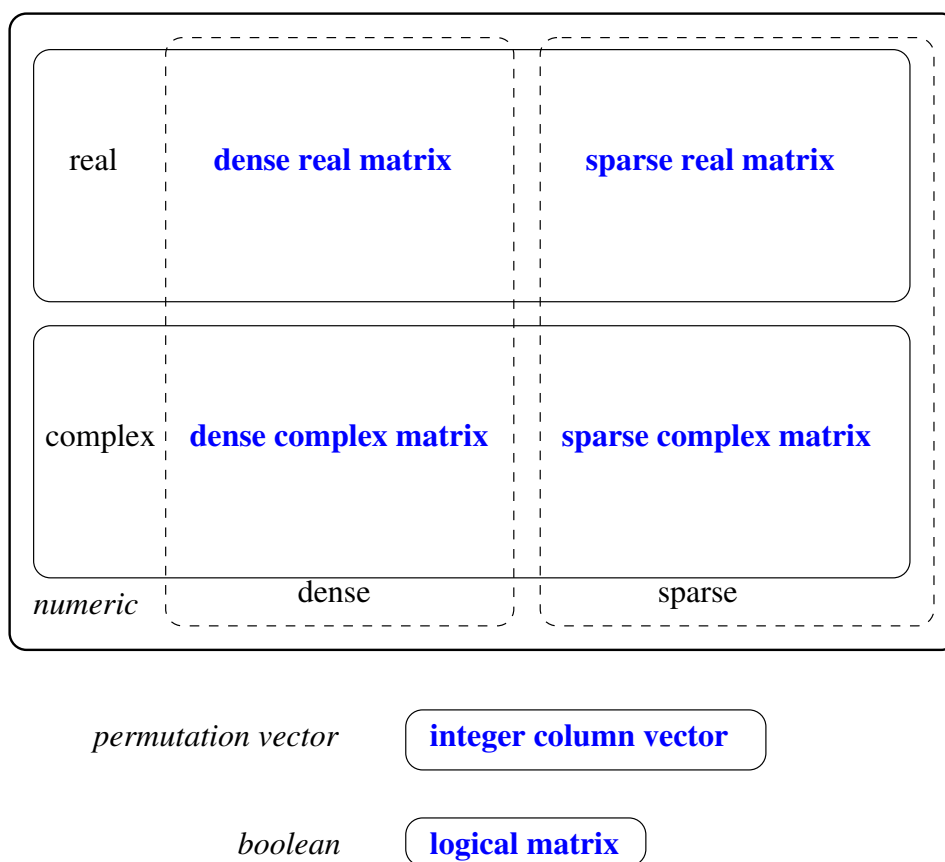 real dense real matrix sparse real matrix
complex dense complex matrix sparse complex matrix
dense sparse
numeric
permutation vector integer column vector
boolean logical matrix